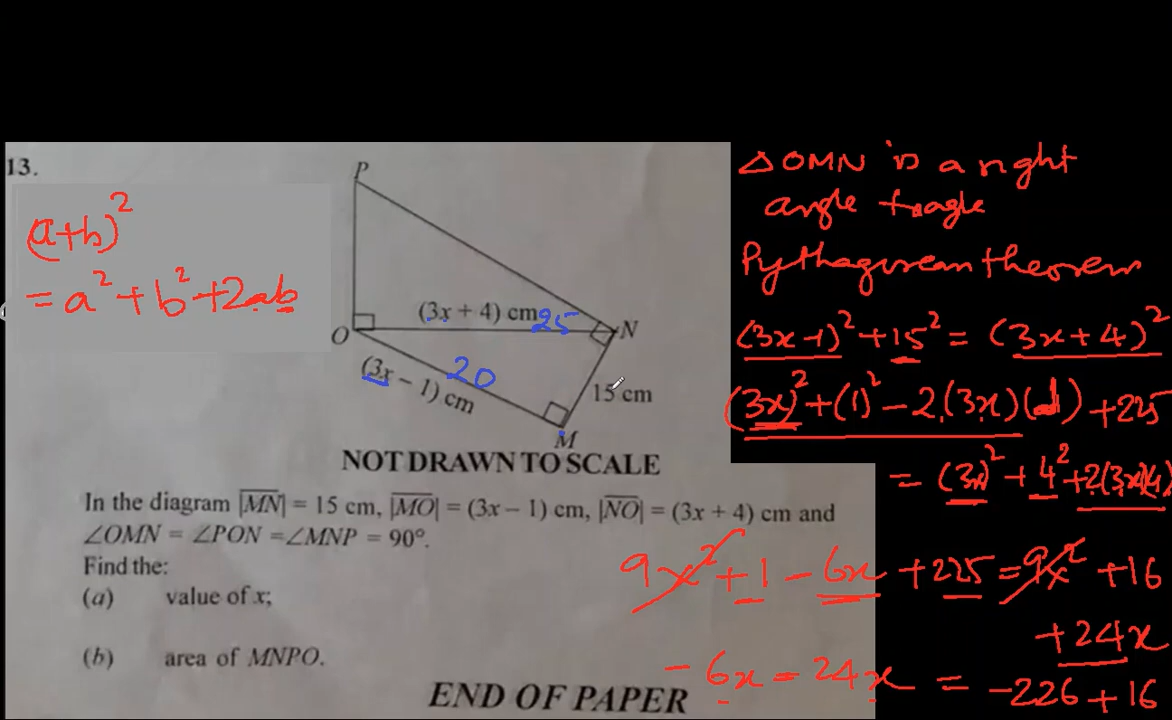 13.
(a+b)²
= a² + b² + 2ab
P
(3x + 4) cm 25
O
N
(3x – 1) cm 20
15 cm
M
NOT DRAWN TO SCALE
In the diagram |MN| = 15 cm, |MO| = (3x – 1) cm, |NO| = (3x + 4) cm and
∠OMN = ∠PON =∠MNP = 90°.
Find the:
(a) value of x;
(b) area of MNPO.
END OF PAPER
△OMN is a right
angle
Pythagorean theorem
(3x-1)² + 15² = (3x+4)²
(3x)² + (1)² - 2(3x)(1) + 225
= (3x)² + 4² + 2(3x)(4)
9x² + 1 - 6x + 225 = 9x² + 16
+ 24x
- 6x - 24x = -226 + 16